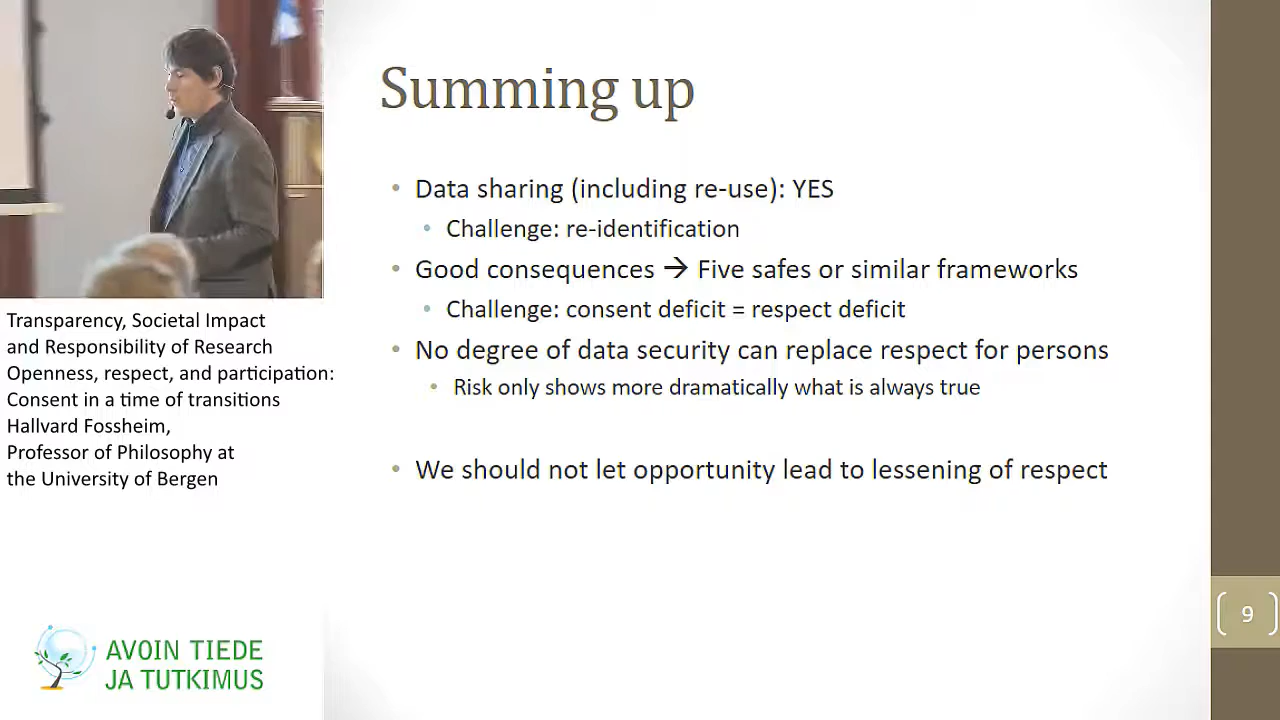 Summing up
• Data sharing (including re-use): YES
• Challenge: re-identification
• Good consequences → Five safes or similar frameworks
• Challenge: consent deficit = respect deficit
• No degree of data security can replace respect for persons
• Risk only shows more dramatically what is always true
• We should not let opportunity lead to lessening of respect
9
Transparency, Societal Impact
and Responsibility of Research
Openness, respect, and participation:
Consent in a time of transitions
Hallvard Fossheim,
Professor of Philosophy at
the University of Bergen
AVOIN TIEDE
JA TUTKIMUS